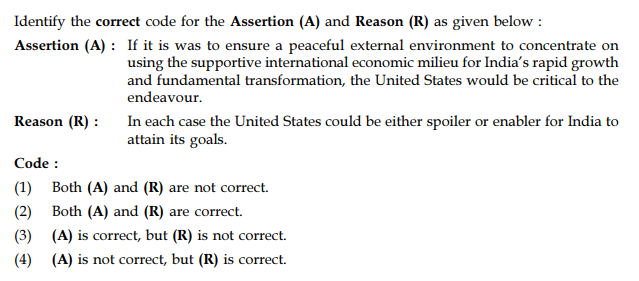 Identify the correct code for the Assertion (A) and Reason (R) as given below :
Assertion (A) : If it is was to ensure a peaceful external environment to concentrate on
using the supportive international economic milieu for India's rapid growth
and fundamental transformation, the United States would be critical to the
endeavour.
Reason (R) : In each case the United States could be either spoiler or enabler for India to
attain its goals.
Code :
(1) Both (A) and (R) are not correct.
(2) Both (A) and (R) are correct.
(3) (A) is correct, but (R) is not correct.
(4) (A) is not correct, but (R) is correct.